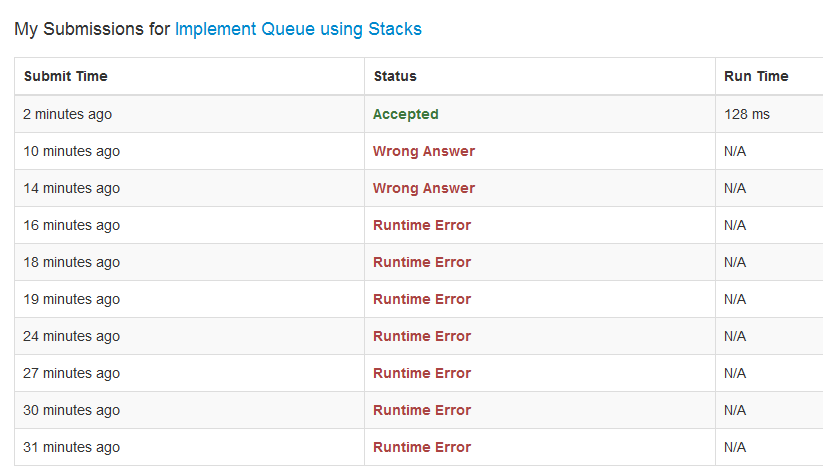 My Submissions for Implement Queue using Stacks
Submit Time Status Run Time
2 minutes ago Accepted 128 ms
10 minutes ago Wrong Answer N/A
14 minutes ago Wrong Answer N/A
16 minutes ago Runtime Error N/A
18 minutes ago Runtime Error N/A
19 minutes ago Runtime Error N/A
24 minutes ago Runtime Error N/A
27 minutes ago Runtime Error N/A
30 minutes ago Runtime Error N/A
31 minutes ago Runtime Error N/A